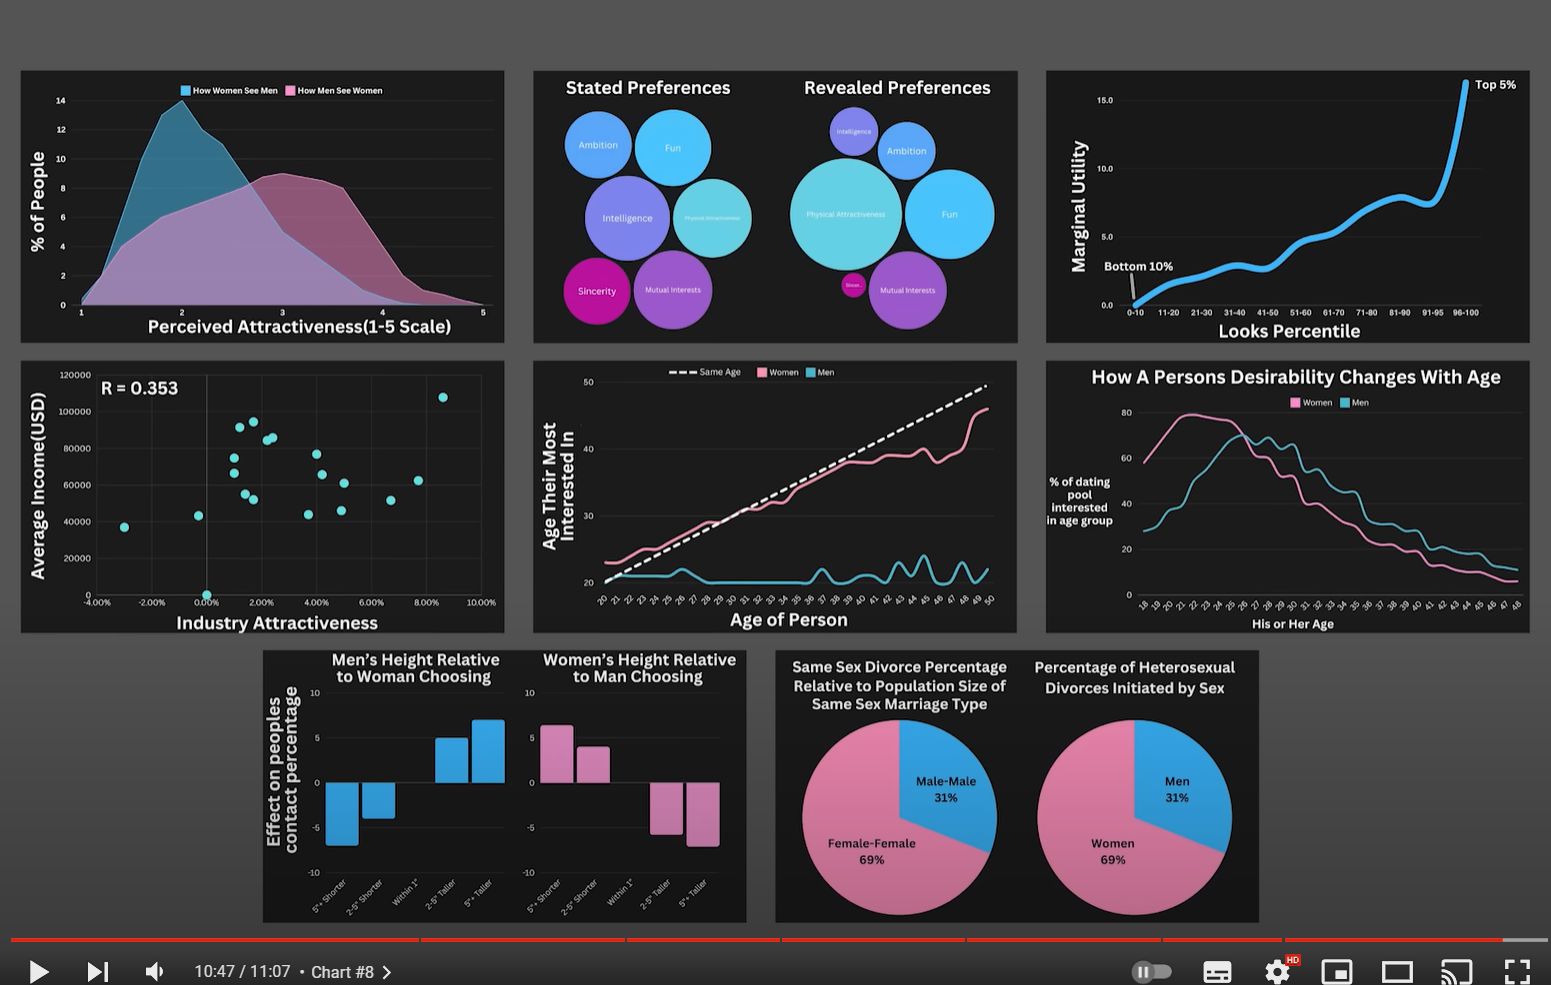 How Women See Men
How Men See Women
14
12
10
8
6
4
2
0
% of People
1
2
3
4
5
Perceived Attractiveness(1-5 Scale)
Stated Preferences
Ambition
Fun
Intelligence
Physical Attractiveness
Sincerity
Mutual Interests
Revealed Preferences
Intelligence
Ambition
Physical Attractiveness
Fun
Sincer...
Mutual Interests
15.0
10.0
5.0
0.0
Marginal Utility
Top 5%
Bottom 10%
0-10
11-20
21-30
31-40
41-50
51-60
61-70
71-80
81-90
91-95
96-100
Looks Percentile
R = 0.353
120000
100000
80000
60000
40000
20000
0
Average Income(USD)
-4.00%
-2.00%
0.00%
2.00%
4.00%
6.00%
8.00%
10.00%
Industry Attractiveness
Same Age
Women
Men
50
40
30
20
Age Their Most
Interested In
20
21
22
23
24
25
26
27
28
29
30
31
32
33
34
35
36
37
38
39
40
41
42
43
44
45
46
47
48
49
50
Age of Person
How A Persons Desirability Changes With Age
Women
Men
80
60
40
20
0
% of dating
pool
interested
in age group
18
19
20
21
22
23
24
25
26
27
28
29
30
31
32
33
34
35
36
37
38
39
40
41
42
43
44
45
46
47
48
His or Her Age
Men's Height Relative
to Woman Choosing
10
5
0
-5
-10
Effect on peoples
contact percentage
5"+ Shorter
2-5" Shorter
Within 1"
2-5" Taller
5"+ Taller
Women's Height Relative
to Man Choosing
10
5
0
-5
-10
5"+ Shorter
2-5" Shorter
Within 1"
2-5" Taller
5"+ Taller
Same Sex Divorce Percentage
Relative to Population Size of
Same Sex Marriage Type
Male-Male
31%
Female-Female
69%
Percentage of Heterosexual
Divorces Initiated by Sex
Men
31%
Women
69%
10:47 / 11:07 • Chart #8
HD